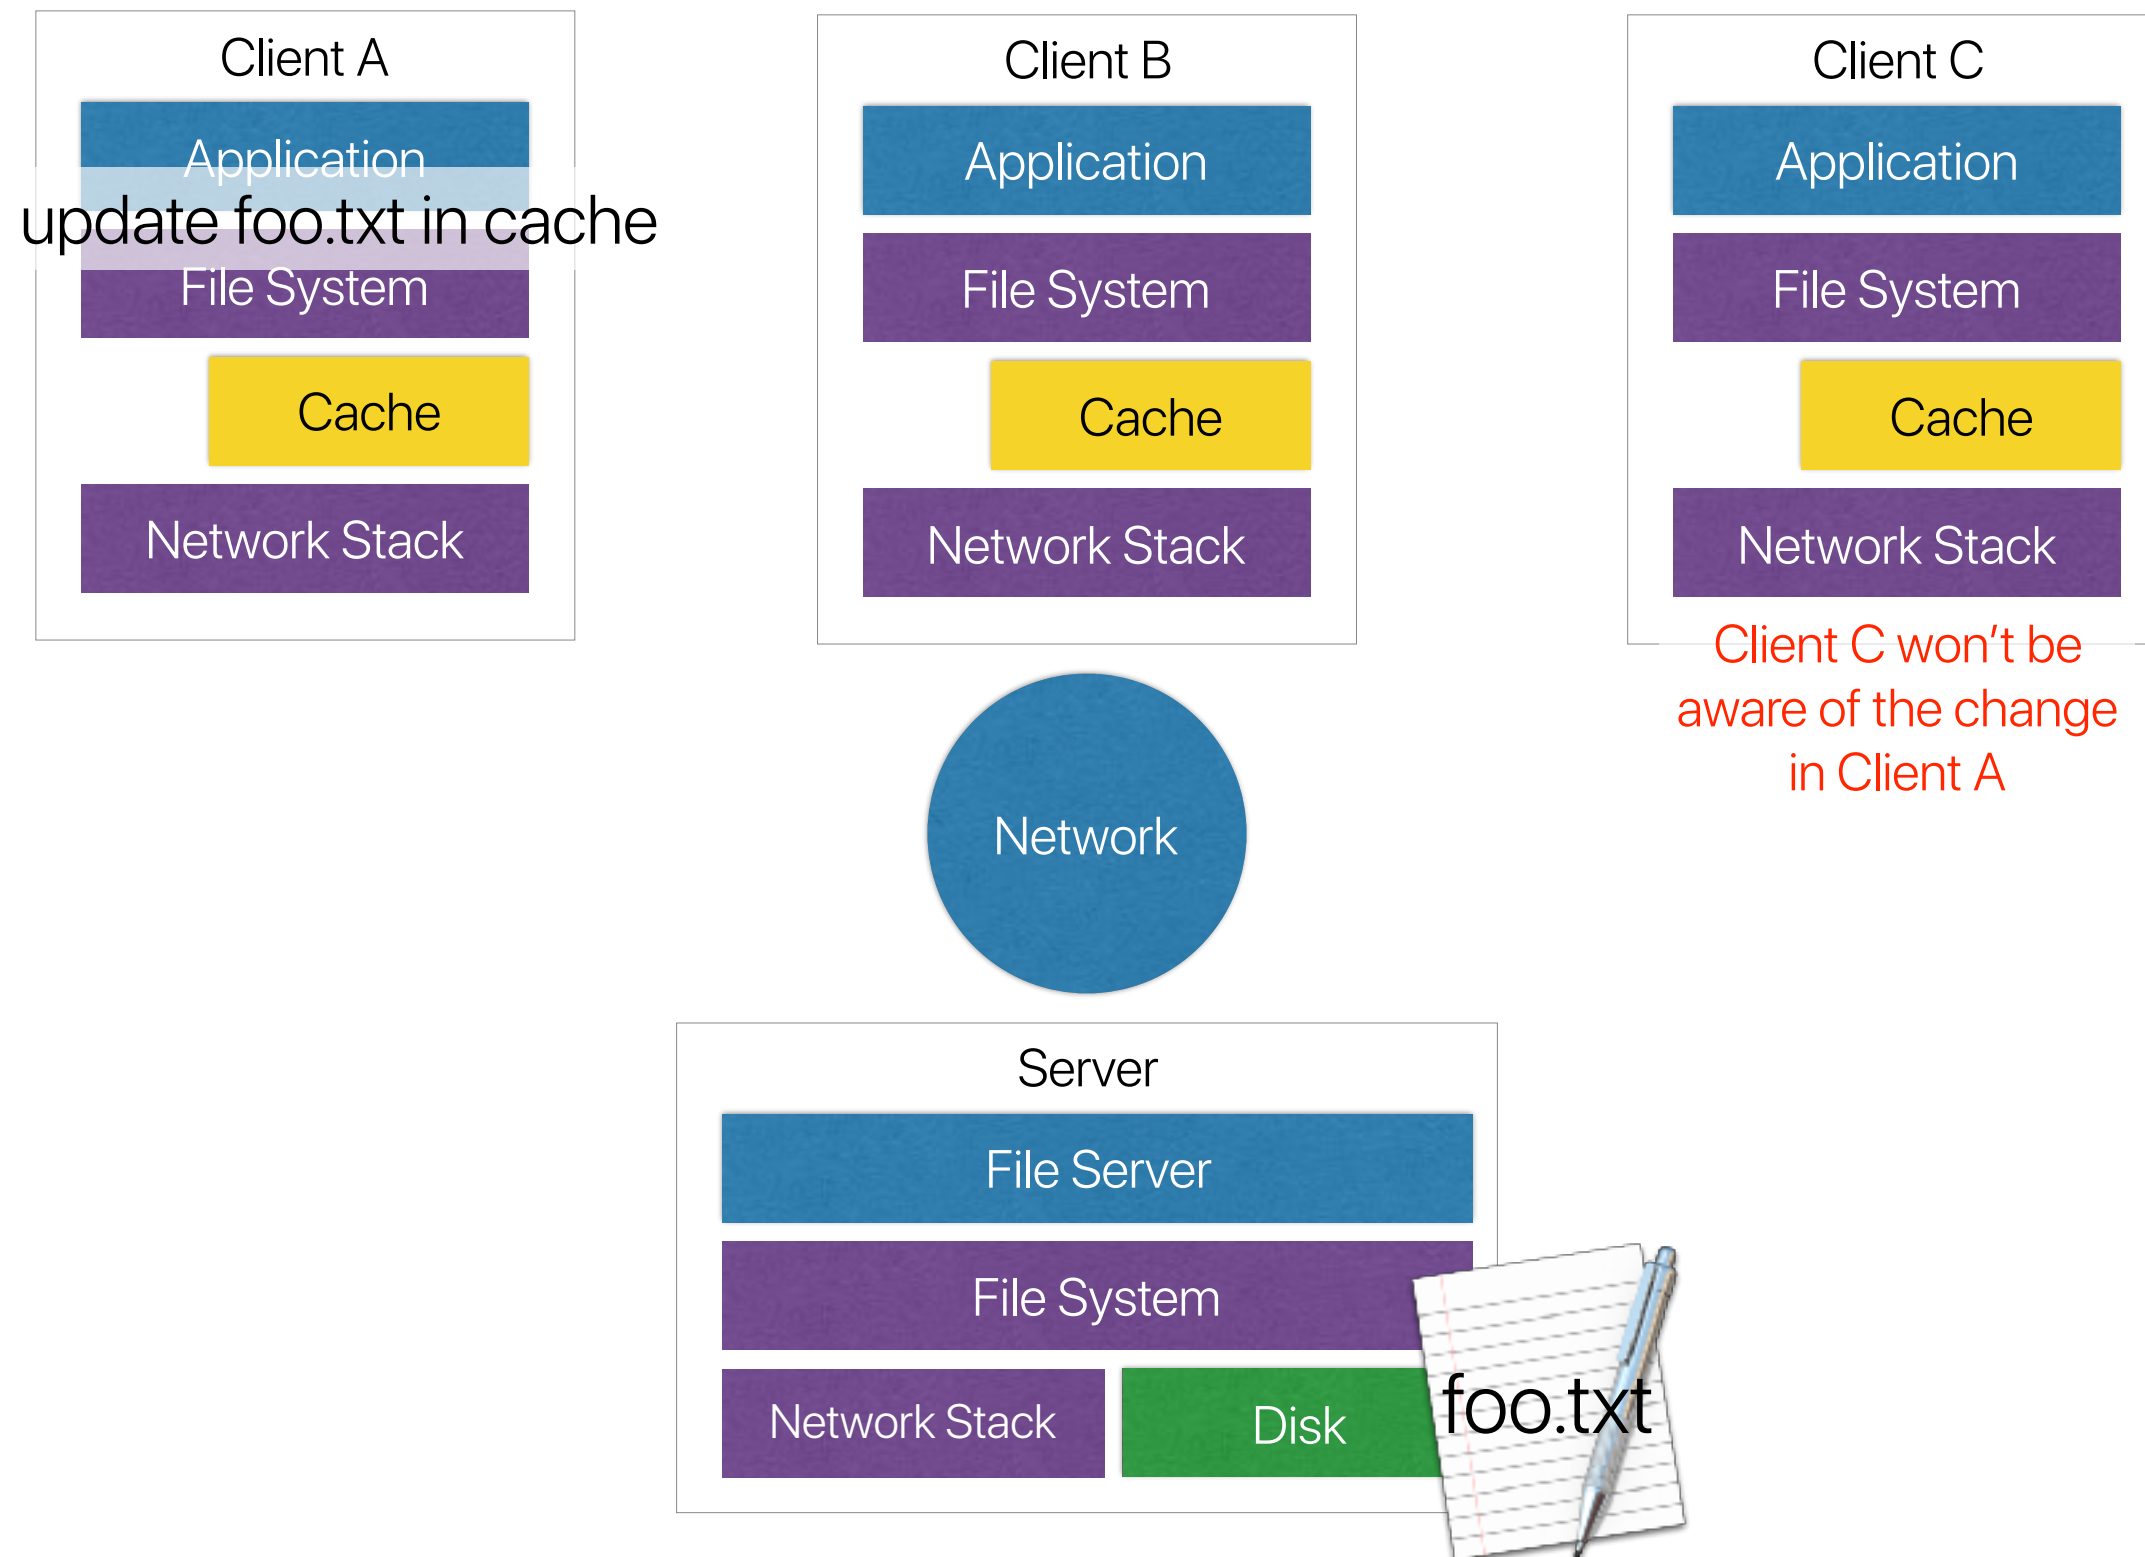 Client A
Application
update foo.txt in cache
File System
Cache
Network Stack
Client B
Application
File System
Cache
Network Stack
Client C
Application
File System
Cache
Network Stack
Client C won't be
aware of the change
in Client A
Network
Server
File Server
File System
Network Stack
Disk
foo.txt